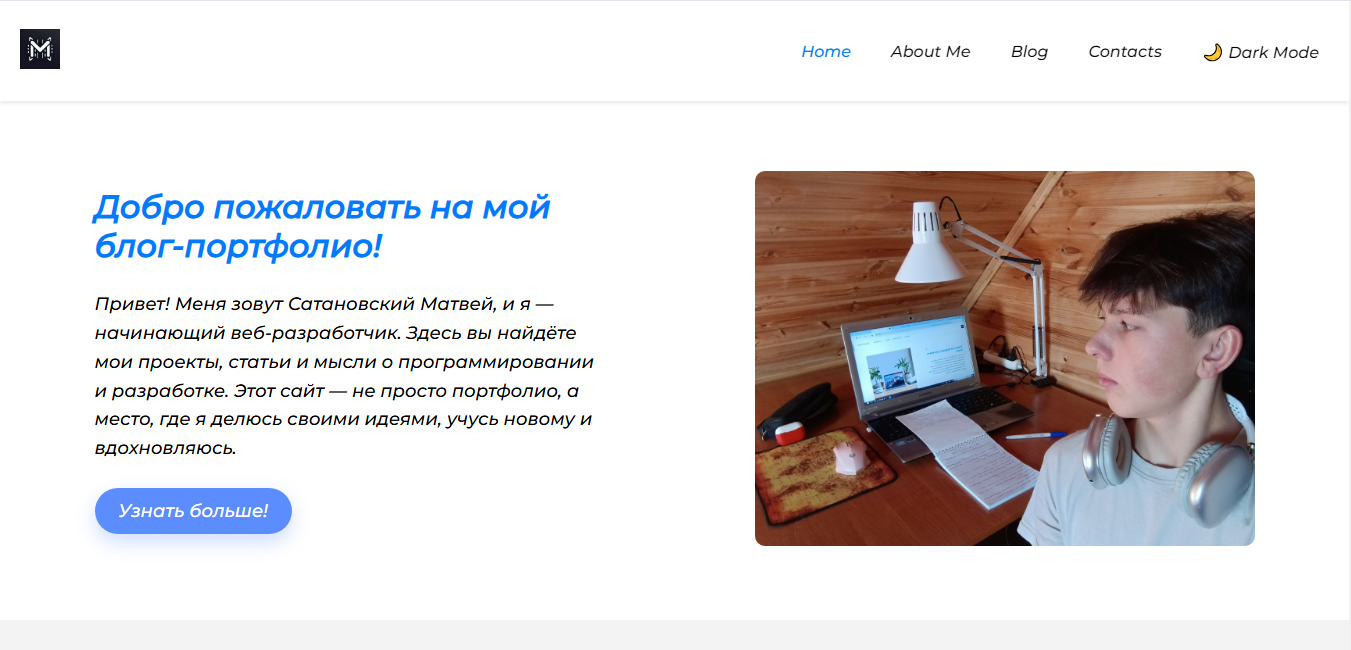 M
Home About Me Blog Contacts 🌙 Dark Mode
Добро пожаловать на мой
блог-портфолио!
Привет! Меня зовут Сатановский Матвей, и я —
начинающий веб-разработчик. Здесь вы найдёте
мои проекты, статьи и мысли о программировании
и разработке. Этот сайт — не просто портфолио, а
место, где я делюсь своими идеями, учусь новому и
вдохновляюсь.
Узнать больше!